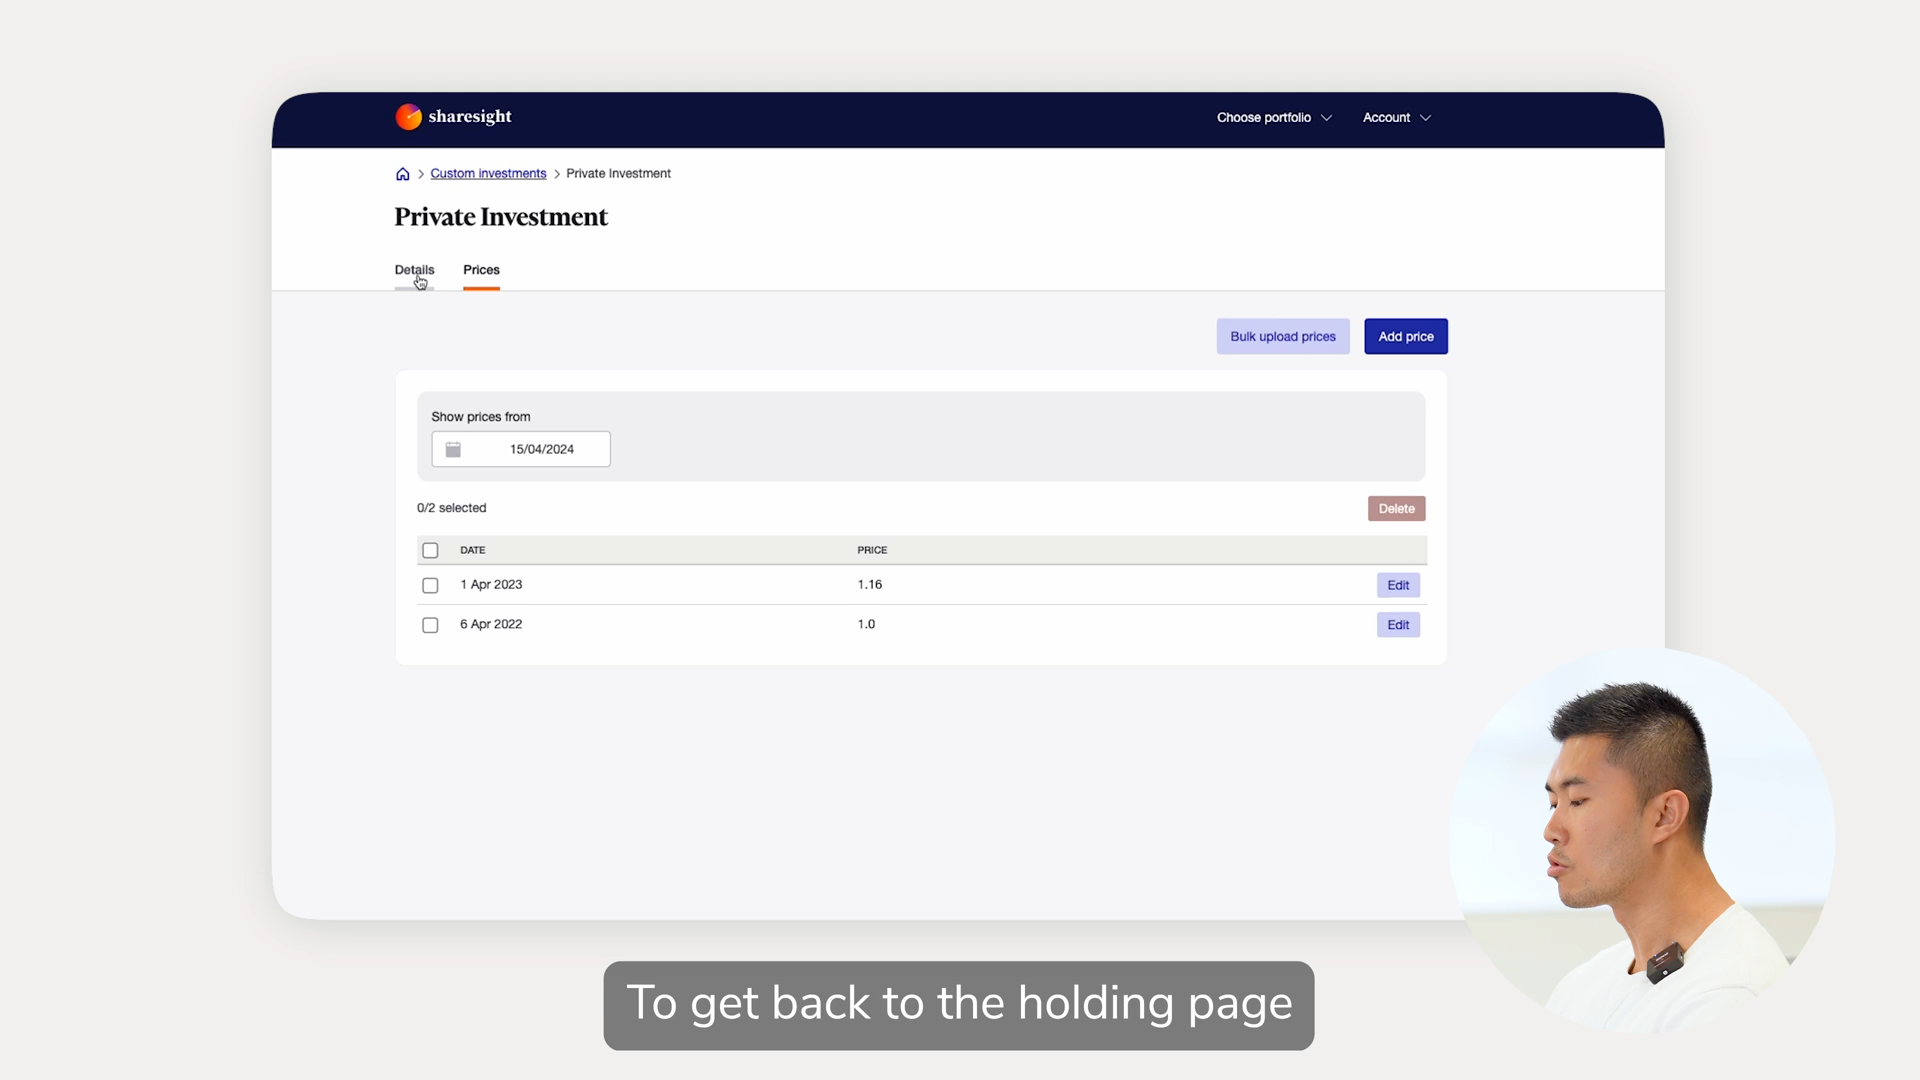 sharesight
Choose portfolio
Account
> Custom investments > Private Investment
Private Investment
Details
Prices
Bulk upload prices
Add price
Show prices from
15/04/2024
0/2 selected
Delete
DATE PRICE
1 Apr 2023 1.16 Edit
6 Apr 2022 1.0 Edit
To get back to the holding page